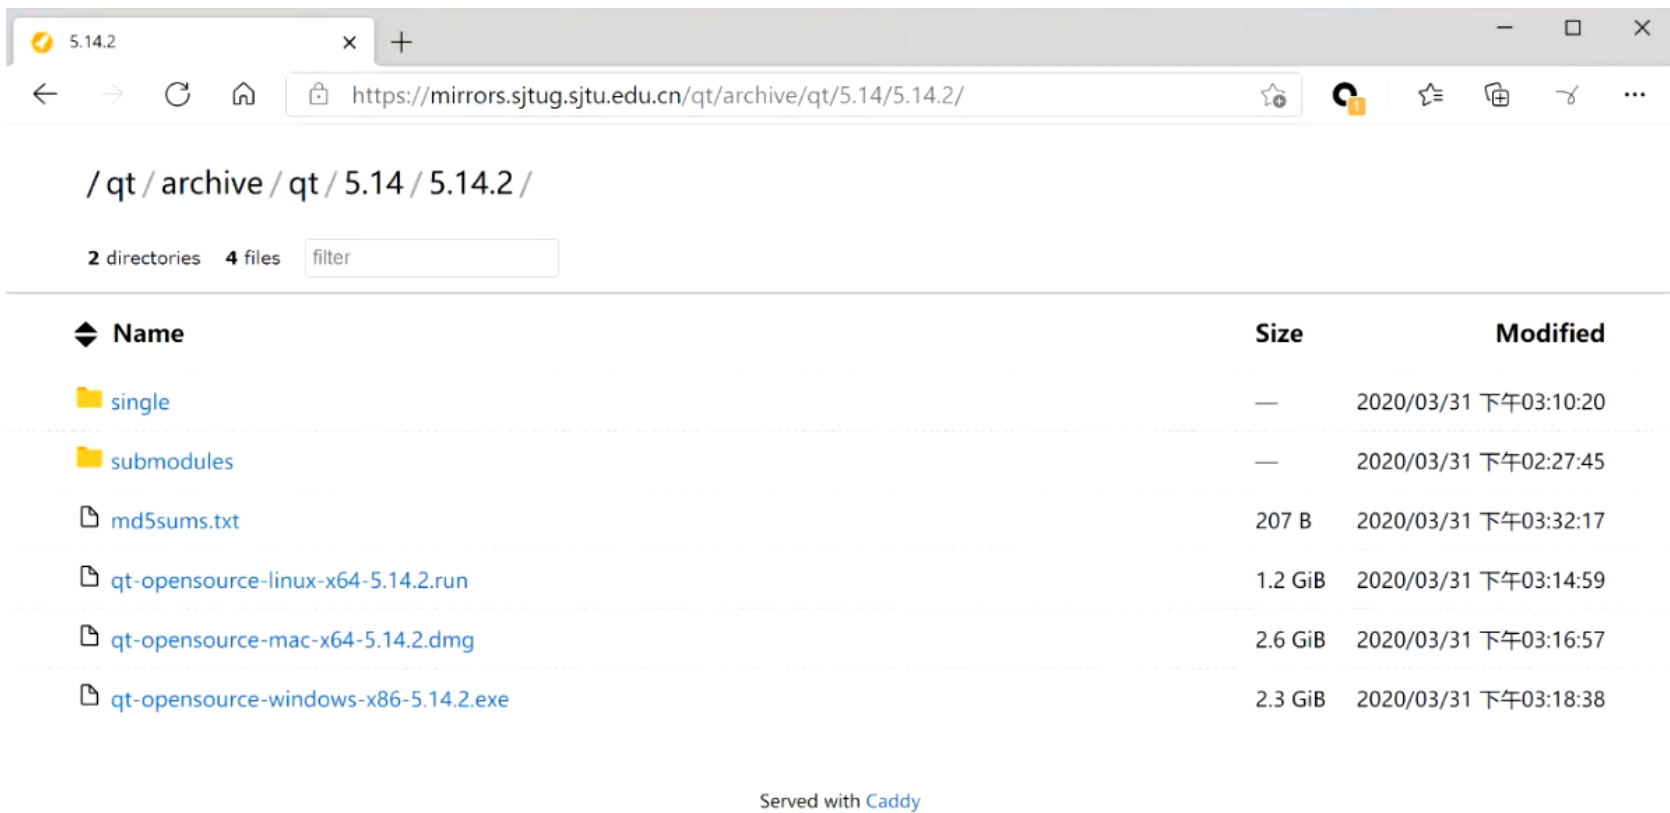 5.14.2
https://mirrors.sjtug.sjtu.edu.cn/qt/archive/qt/5.14/5.14.2/
1
/ qt / archive / qt / 5.14 / 5.14.2 /
2 directories 4 files filter
Name Size Modified
single — 2020/03/31 下午03:10:20
submodules — 2020/03/31 下午02:27:45
md5sums.txt 207 B 2020/03/31 下午03:32:17
qt-opensource-linux-x64-5.14.2.run 1.2 GiB 2020/03/31 下午03:14:59
qt-opensource-mac-x64-5.14.2.dmg 2.6 GiB 2020/03/31 下午03:16:57
qt-opensource-windows-x86-5.14.2.exe 2.3 GiB 2020/03/31 下午03:18:38
Served with Caddy